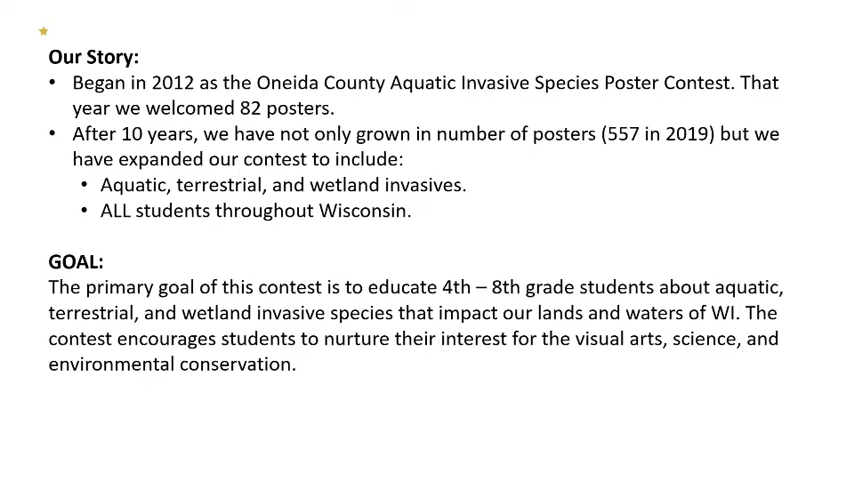 Our Story:
• Began in 2012 as the Oneida County Aquatic Invasive Species Poster Contest. That
year we welcomed 82 posters.
• After 10 years, we have not only grown in number of posters (557 in 2019) but we
have expanded our contest to include:
• Aquatic, terrestrial, and wetland invasives.
• ALL students throughout Wisconsin.
GOAL:
The primary goal of this contest is to educate 4th – 8th grade students about aquatic,
terrestrial, and wetland invasive species that impact our lands and waters of WI. The
contest encourages students to nurture their interest for the visual arts, science, and
environmental conservation.